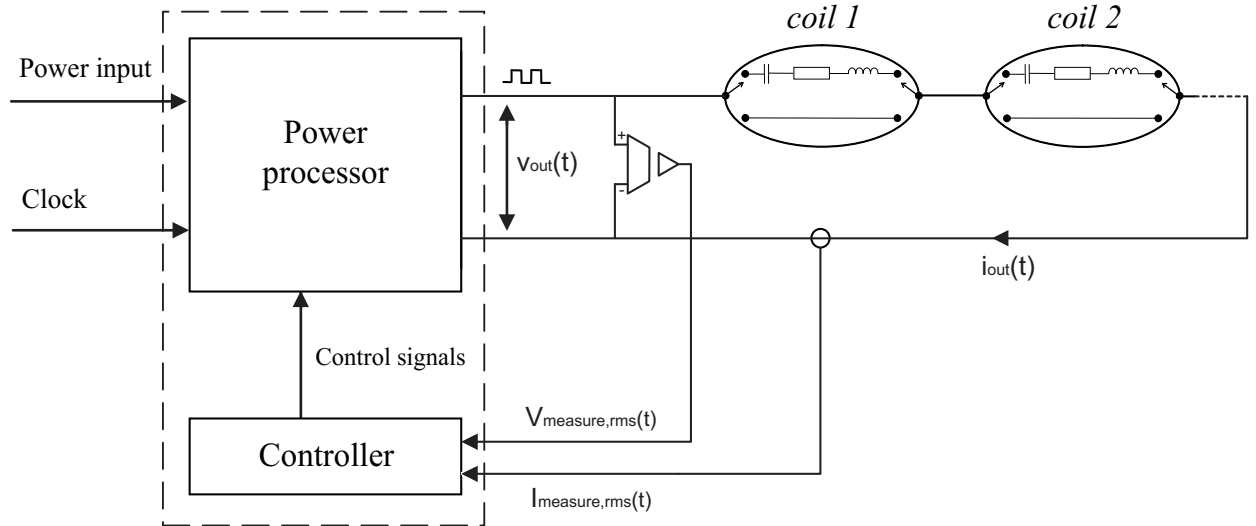 coil 1
coil 2
Power input
Power
processor
Clock
+
-
vout(t)
iout(t)
Control signals
Vmeasure,rms(t)
Controller
Imeasure,rms(t)